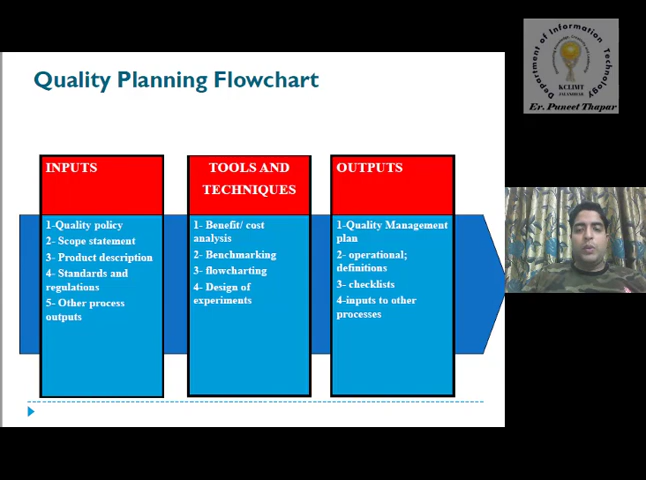 Quality Planning Flowchart
INPUTS
1-Quality policy
2- Scope statement
3- Product description
4- Standards and
regulations
5- Other process
outputs
TOOLS AND
TECHNIQUES
1- Benefit/ cost
analysis
2- Benchmarking
3- flowcharting
4- Design of
experiments
OUTPUTS
1-Quality Management
plan
2- operational;
definitions
3- checklists
4-inputs to other
processes
Department of Information Technology
KCLIMT
JALANDHAR
Er. Puneet Thapar